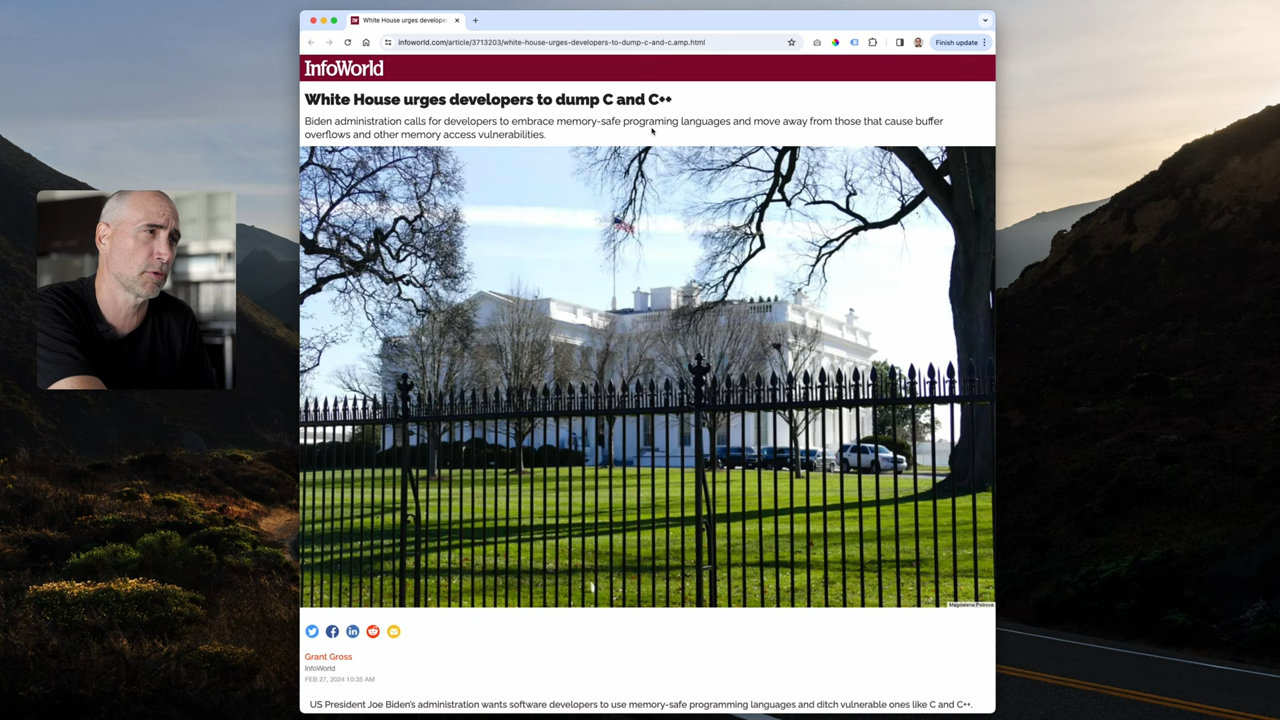 White House urges develope
Finish update
infoworld.com/article/3713203/white-house-urges-developers-to-dump-c-and-c.amp.html
InfoWorld
White House urges developers to dump C and C++
Biden administration calls for developers to embrace memory-safe programing languages and move away from those that cause buffer
overflows and other memory access vulnerabilities.
Magdalena Petrova
Grant Gross
InfoWorld
FEB 27, 2024 10:35 AM
US President Joe Biden's administration wants software developers to use memory-safe programming languages and ditch vulnerable ones like C and C++.